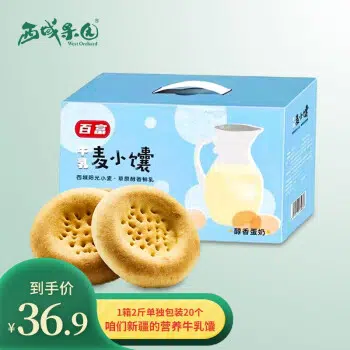 西域果园
West Orchard
百富
牛乳
麦小馕
西域阳光小麦·草原醇香鲜乳
醇香蛋奶
到手价
¥36.9
1箱2斤单独包装20个
咱们新疆的营养牛乳馕